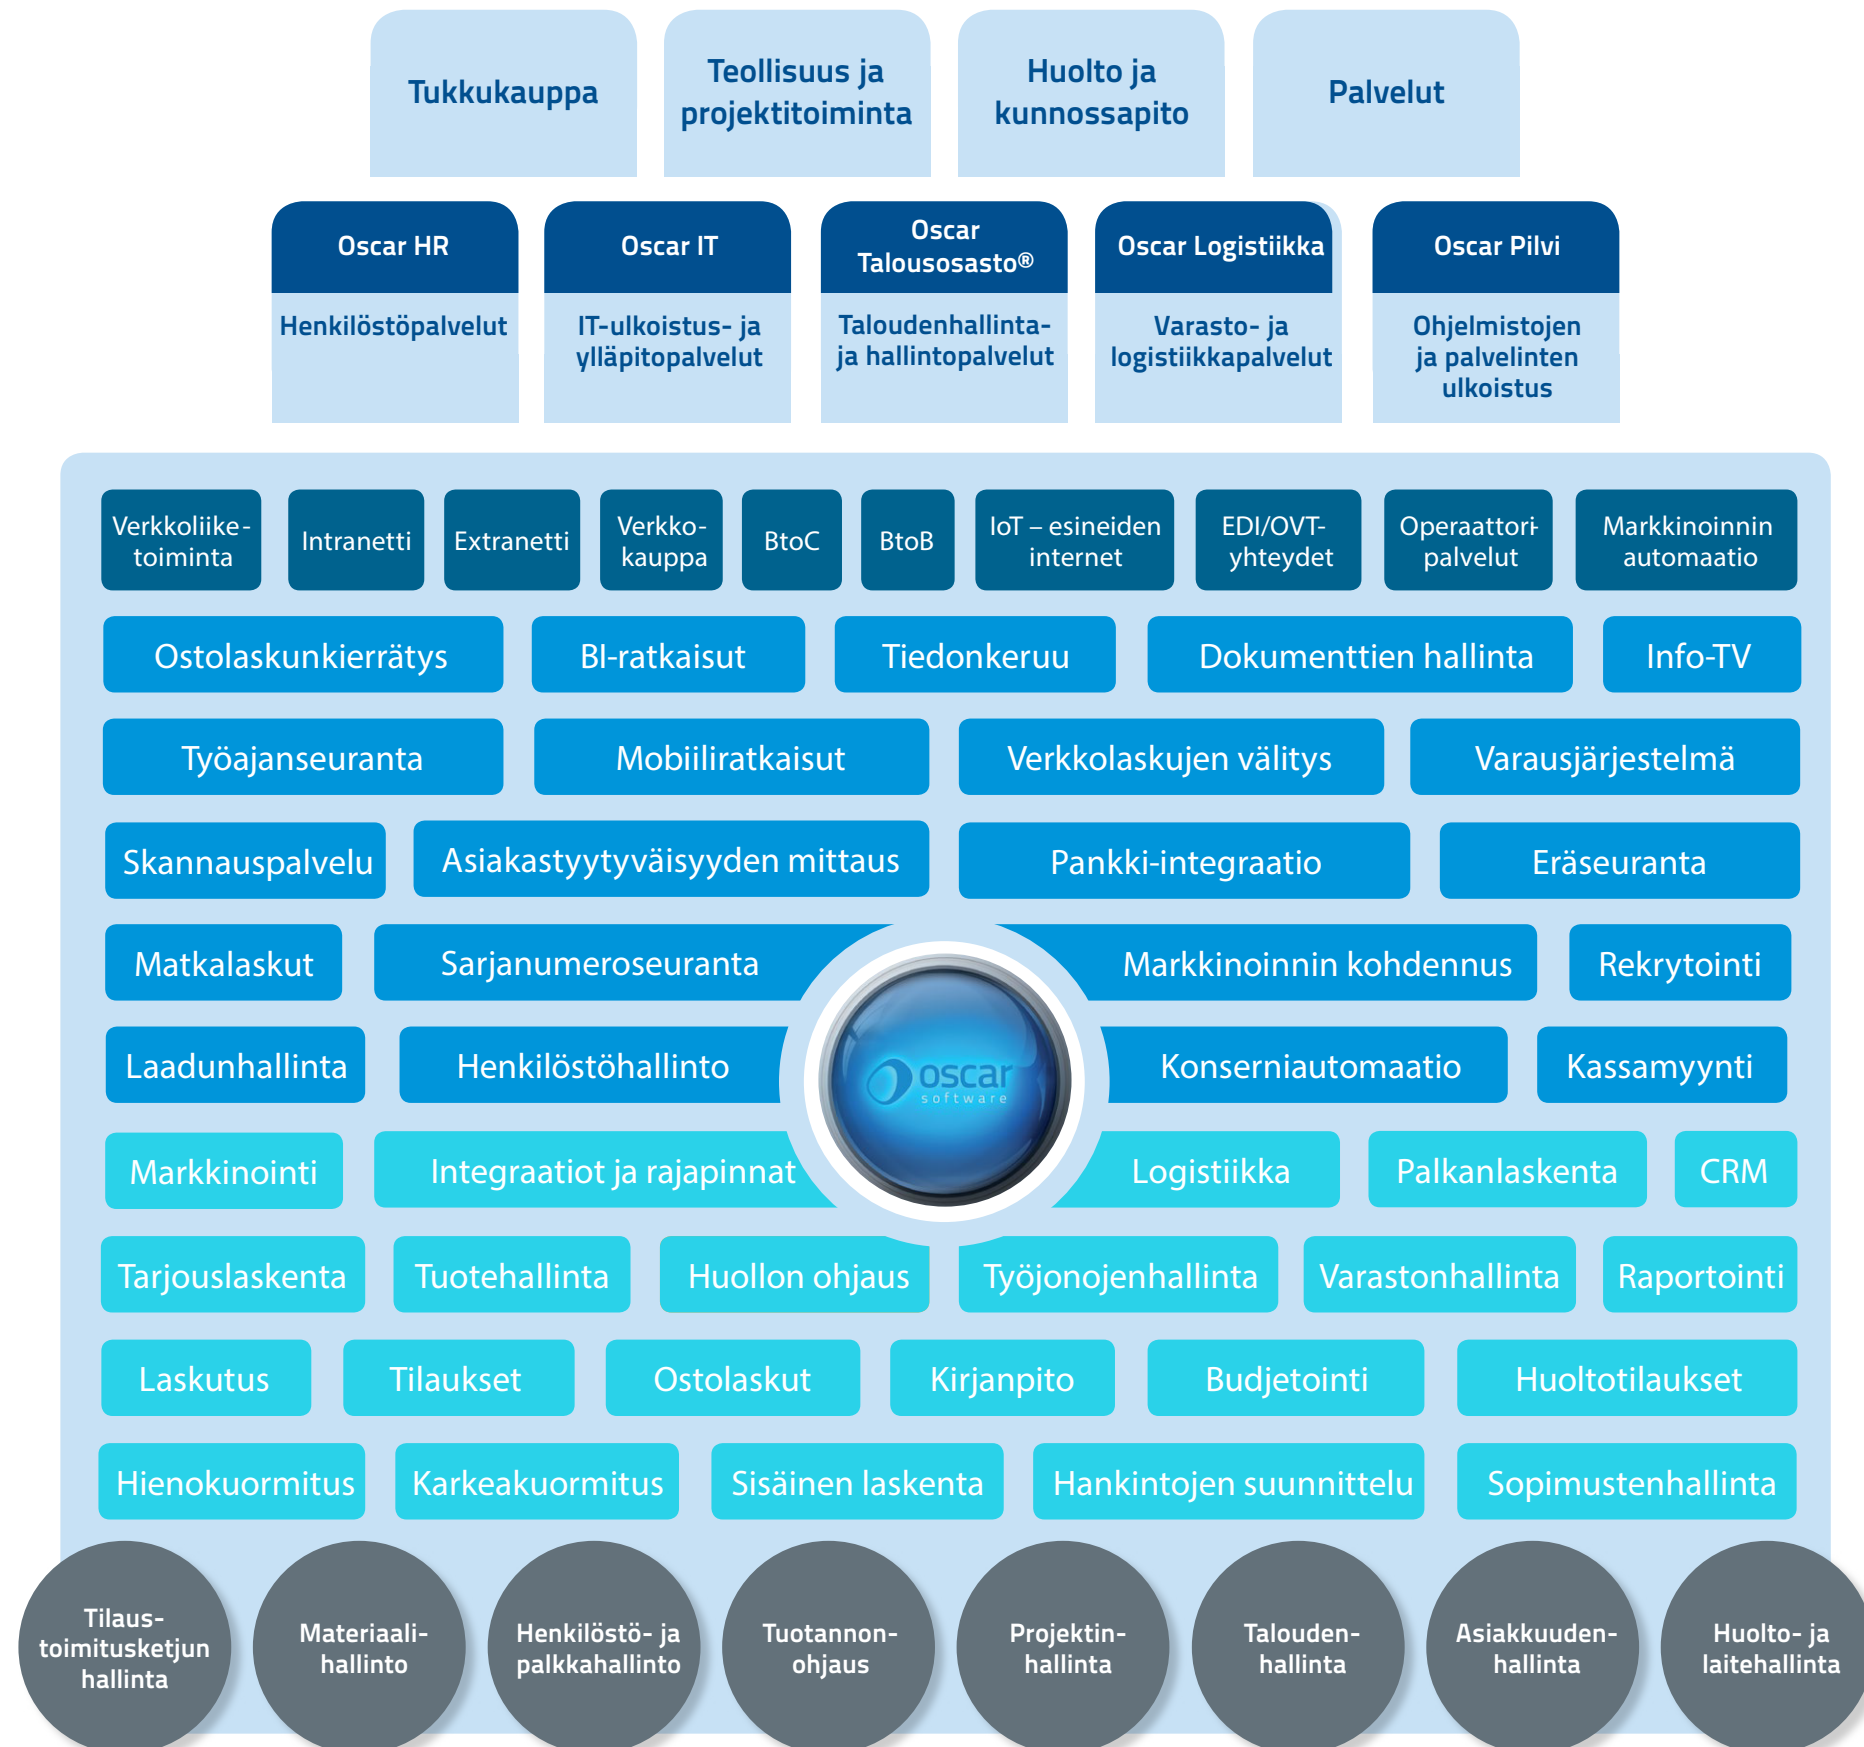 Tukkukauppa
Teollisuus ja
projektitoiminta
Huolto ja
kunnossapito
Palvelut
Oscar HR
Henkilöstöpalvelut
Oscar IT
IT-ulkoistus- ja
ylläpitopalvelut
Oscar
Talousosasto®
Taloudenhallinta-
ja hallintopalvelut
Oscar Logistiikka
Varasto- ja
logistiikkapalvelut
Oscar Pilvi
Ohjelmistojen
ja palvelinten
ulkoistus
Verkkoliike-
toiminta
Intranetti
Extranetti
Verkko-
kauppa
BtoC
BtoB
IoT – esineiden
internet
EDI/OVT-
yhteydet
Operaattori-
palvelut
Markkinoinnin
automaatio
Ostolaskunkierrätys
BI-ratkaisut
Tiedonkeruu
Dokumenttien hallinta
Info-TV
Työajanseuranta
Mobiiliratkaisut
Verkkolaskujen välitys
Varausjärjestelmä
Skannauspalvelu
Asiakastyytyväisyyden mittaus
Pankki-integraatio
Eräseuranta
Matkalaskut
Sarjanumeroseuranta
Markkinoinnin kohdennus
Rekrytointi
Laadunhallinta
Henkilöstöhallinto
oscar
software
Konserniautomaatio
Kassamyynti
Markkinointi
Integraatiot ja rajapinnat
Logistiikka
Palkanlaskenta
CRM
Tarjouslaskenta
Tuotehallinta
Huollon ohjaus
Työjonojenhallinta
Varastonhallinta
Raportointi
Laskutus
Tilaukset
Ostolaskut
Kirjanpito
Budjetointi
Huoltotilaukset
Hienokuormitus
Karkeakuormitus
Sisäinen laskenta
Hankintojen suunnittelu
Sopimustenhallinta
Tilaus-
toimitusketjun
hallinta
Materiaali-
hallinto
Henkilöstö- ja
palkkahallinto
Tuotannon-
ohjaus
Projektin-
hallinta
Talouden-
hallinta
Asiakkuuden-
hallinta
Huolto- ja
laitehallinta